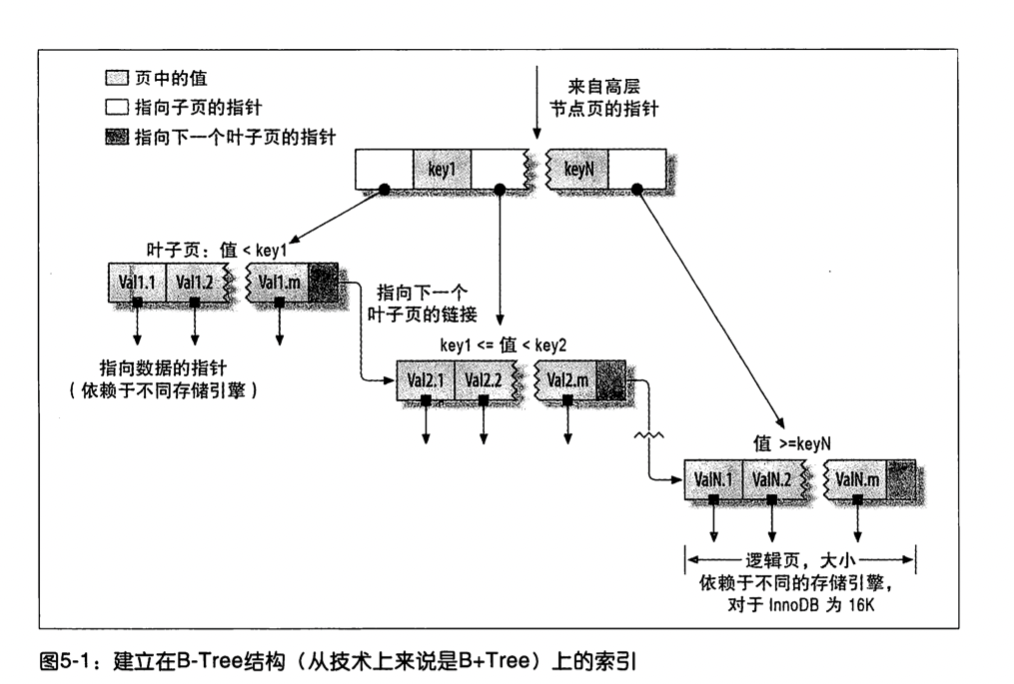 页中的值
指向子页的指针
指向下一个叶子页的指针
来自高层
节点页的指针
key1
keyN
叶子页：值 < key1
Val1.1
Val1.2
Val1.m
指向下一个
叶子页的链接
指向数据的指针
（依赖于不同存储引擎）
key1 <= 值 < key2
Val2.1
Val2.2
Val2.m
值 >=keyN
ValN.1
ValN.2
ValN.m
逻辑页，大小
依赖于不同的存储引擎，
对于 InnoDB 为 16K
图5-1：建立在B-Tree结构（从技术上来说是B+Tree）上的索引